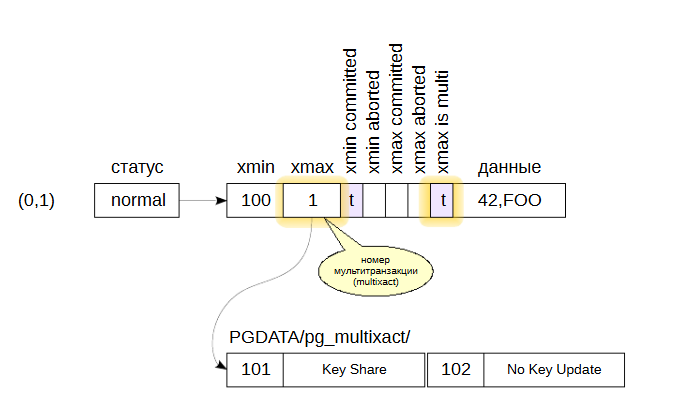 xmin committed
xmin aborted
xmax committed
xmax aborted
xmax is multi
статус
xmin
xmax
данные
(0,1)
normal
100
1
t
t
42,FOO
номер
мультитранзакции
(multixact)
PGDATA/pg_multixact/
101
Key Share
102
No Key Update